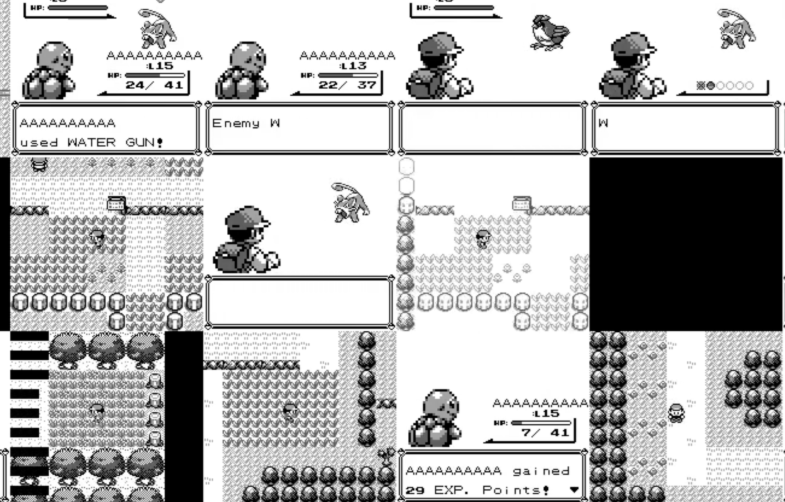 HP:
HP:
AAAAAAAAAA
:L15
HP:
24/ 41
AAAAAAAAAA
:L13
HP:
22/ 37
AAAAAAAAAA
used WATER GUN!
Enemy W
W
AAAAAAAAAA
:L15
HP:
7/ 41
AAAAAAAAAA gained
29 EXP. Points!